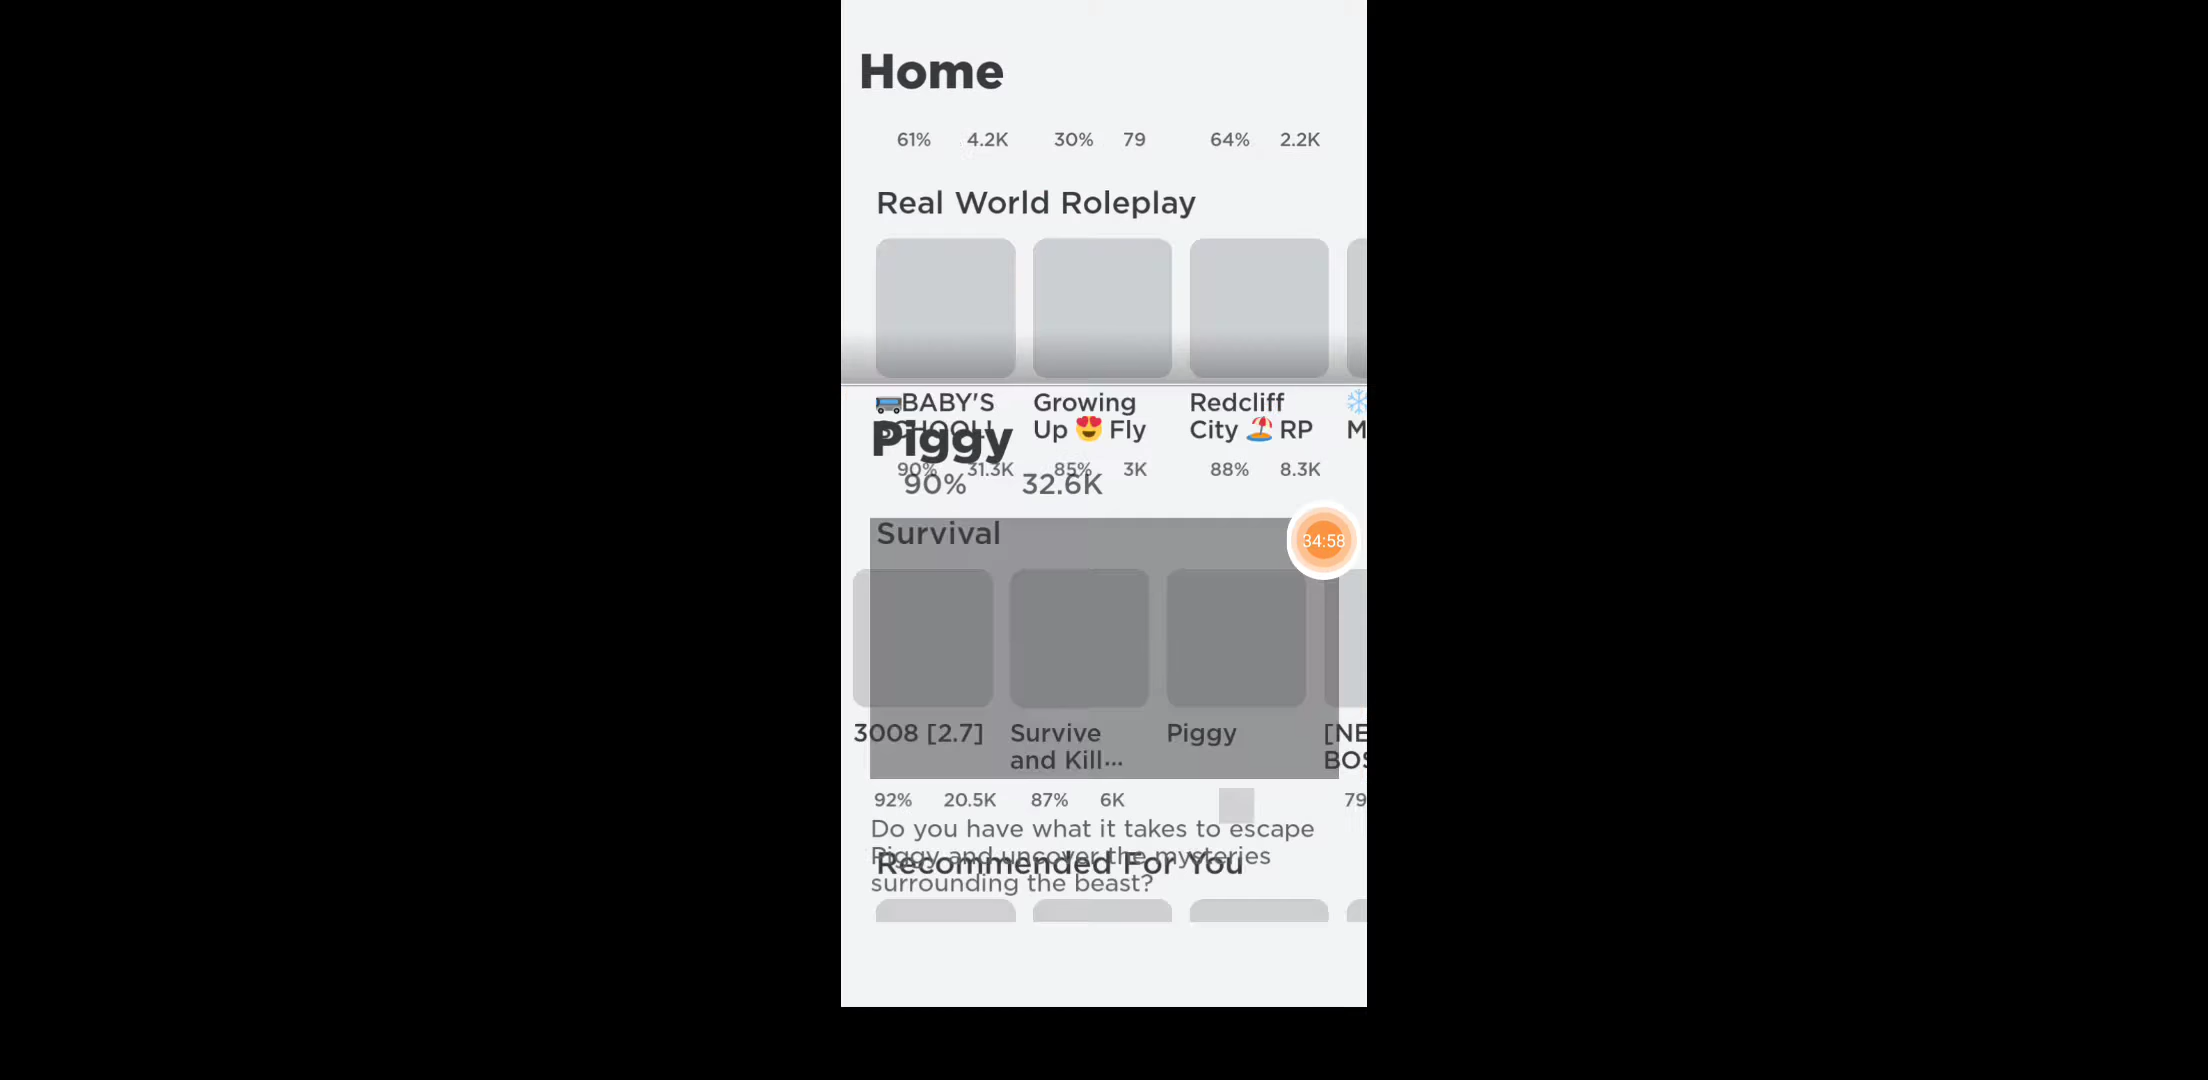 Home
61% 4.2K 30% 79 64% 2.2K
Real World Roleplay
BABY'S SCHOOL!
Growing Up 😍 Fly
Redcliff City 🏖️ RP
❄️ M
90% 31.3K 85% 3K 88% 8.3K
Piggy
90% 32.6K
Survival
34:58
3008 [2.7]
Survive and Kill...
Piggy
[NE
BOS
92% 20.5K 87% 6K 79
Do you have what it takes to escape
Piggy and uncover the mysteries
surrounding the beast?
Recommended For You